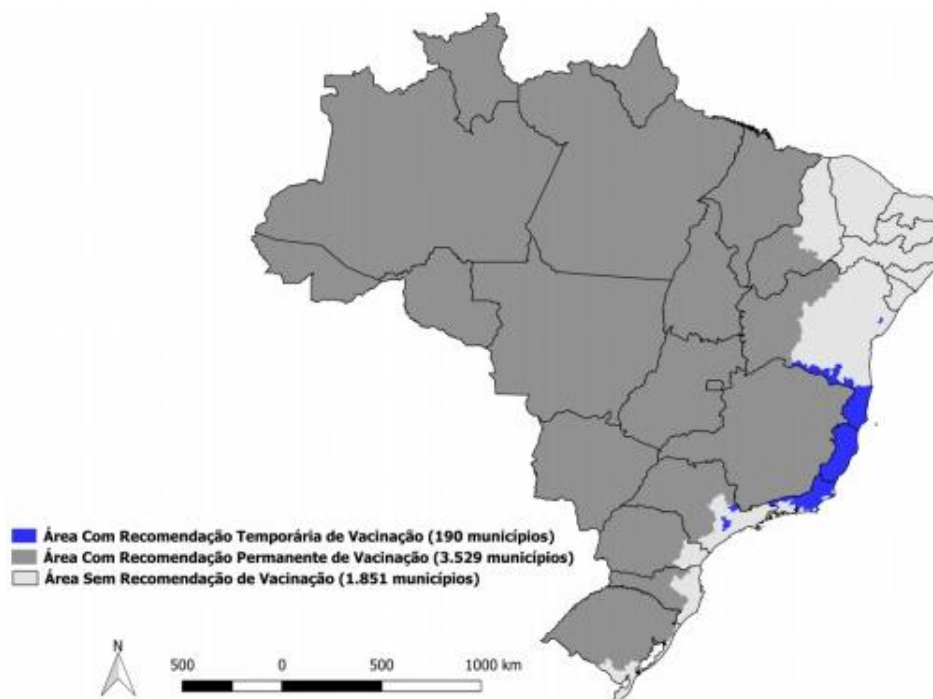 Área Com Recomendação Temporária de Vacinação (190 municípios)
Área Com Recomendação Permanente de Vacinação (3.529 municípios)
Área Sem Recomendação de Vacinação (1.851 municípios)
N
500 0 500 1000 km